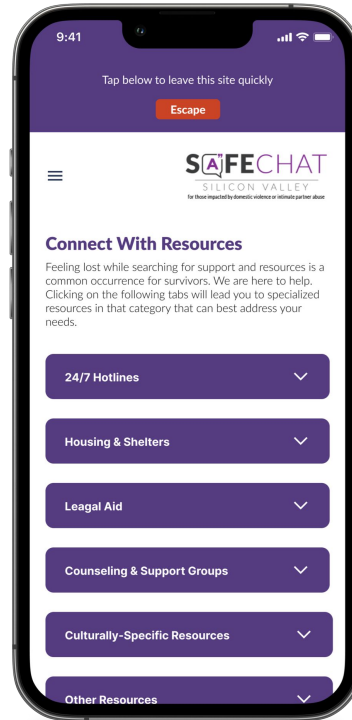 9:41
Tap below to leave this site quickly
Escape
SAFECHAT
SILICON VALLEY
for those impacted by domestic violence or intimate partner abuse
Connect With Resources
Feeling lost while searching for support and resources is a
common occurrence for survivors. We are here to help.
Clicking on the following tabs will lead you to specialized
resources in that category that can best address your
needs.
24/7 Hotlines
Housing & Shelters
Leagal Aid
Counseling & Support Groups
Culturally-Specific Resources
Other Resources